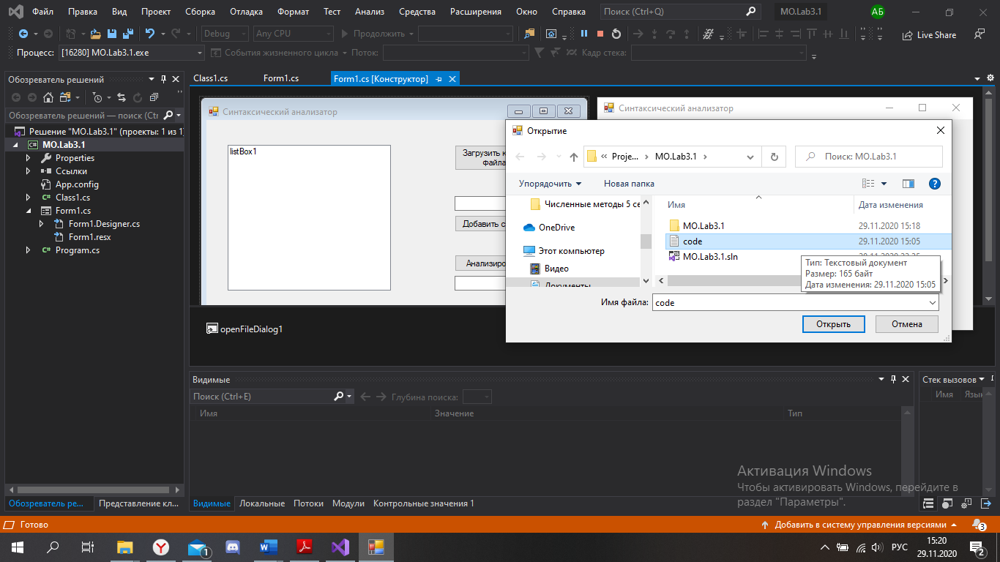 Файл Правка Вид Проект Сборка Отладка Формат Тест Анализ Средства Расширения Окно Справка Поиск (Ctrl+Q) MO.Lab3.1 АБ
Debug Any CPU Продолжить Live Share
Процесс: [16280] MO.Lab3.1.exe События жизненного цикла Поток: Кадр стека:
Обозреватель решений
Обозреватель решений — поиск (Ctr
Решение "MO.Lab3.1" (проекты: 1 из 1)
MO.Lab3.1
Properties
Ссылки
App.config
Class1.cs
Form1.cs
Form1.Designer.cs
Form1.resx
Program.cs
Обозреватель ре... Представление кл...
Class1.cs Form1.cs Form1.cs [Конструктор]
Синтаксический анализатор
listBox1
Загрузить
Добавить
openFileDialog1
Синтаксический анализатор
Открытие
« Proje... › MO.Lab3.1 ›
Поиск: MO.Lab3.1
Упорядочить Новая папка
Численные методы 5 се
OneDrive
Этот компьютер
Видео
Документы
Имя Дата изменения
MO.Lab3.1 29.11.2020 15:18
code 29.11.2020 15:05
MO.Lab3.1.sln
Тип: Текстовый документ
Размер: 165 байт
Дата изменения: 29.11.2020 15:05
Имя файла: code
Открыть Отмена
Видимые
Поиск (Ctrl+E) Глубина поиска:
Имя Значение Тип
Видимые Локальные Потоки Модули Контрольные значения 1
Стек вызовов
Имя Язы
Активация Windows
Чтобы активировать Windows, перейдите в
раздел "Параметры".
Готово Добавить в систему управления версиями 3
1 РУС 15:20
29.11.2020 2